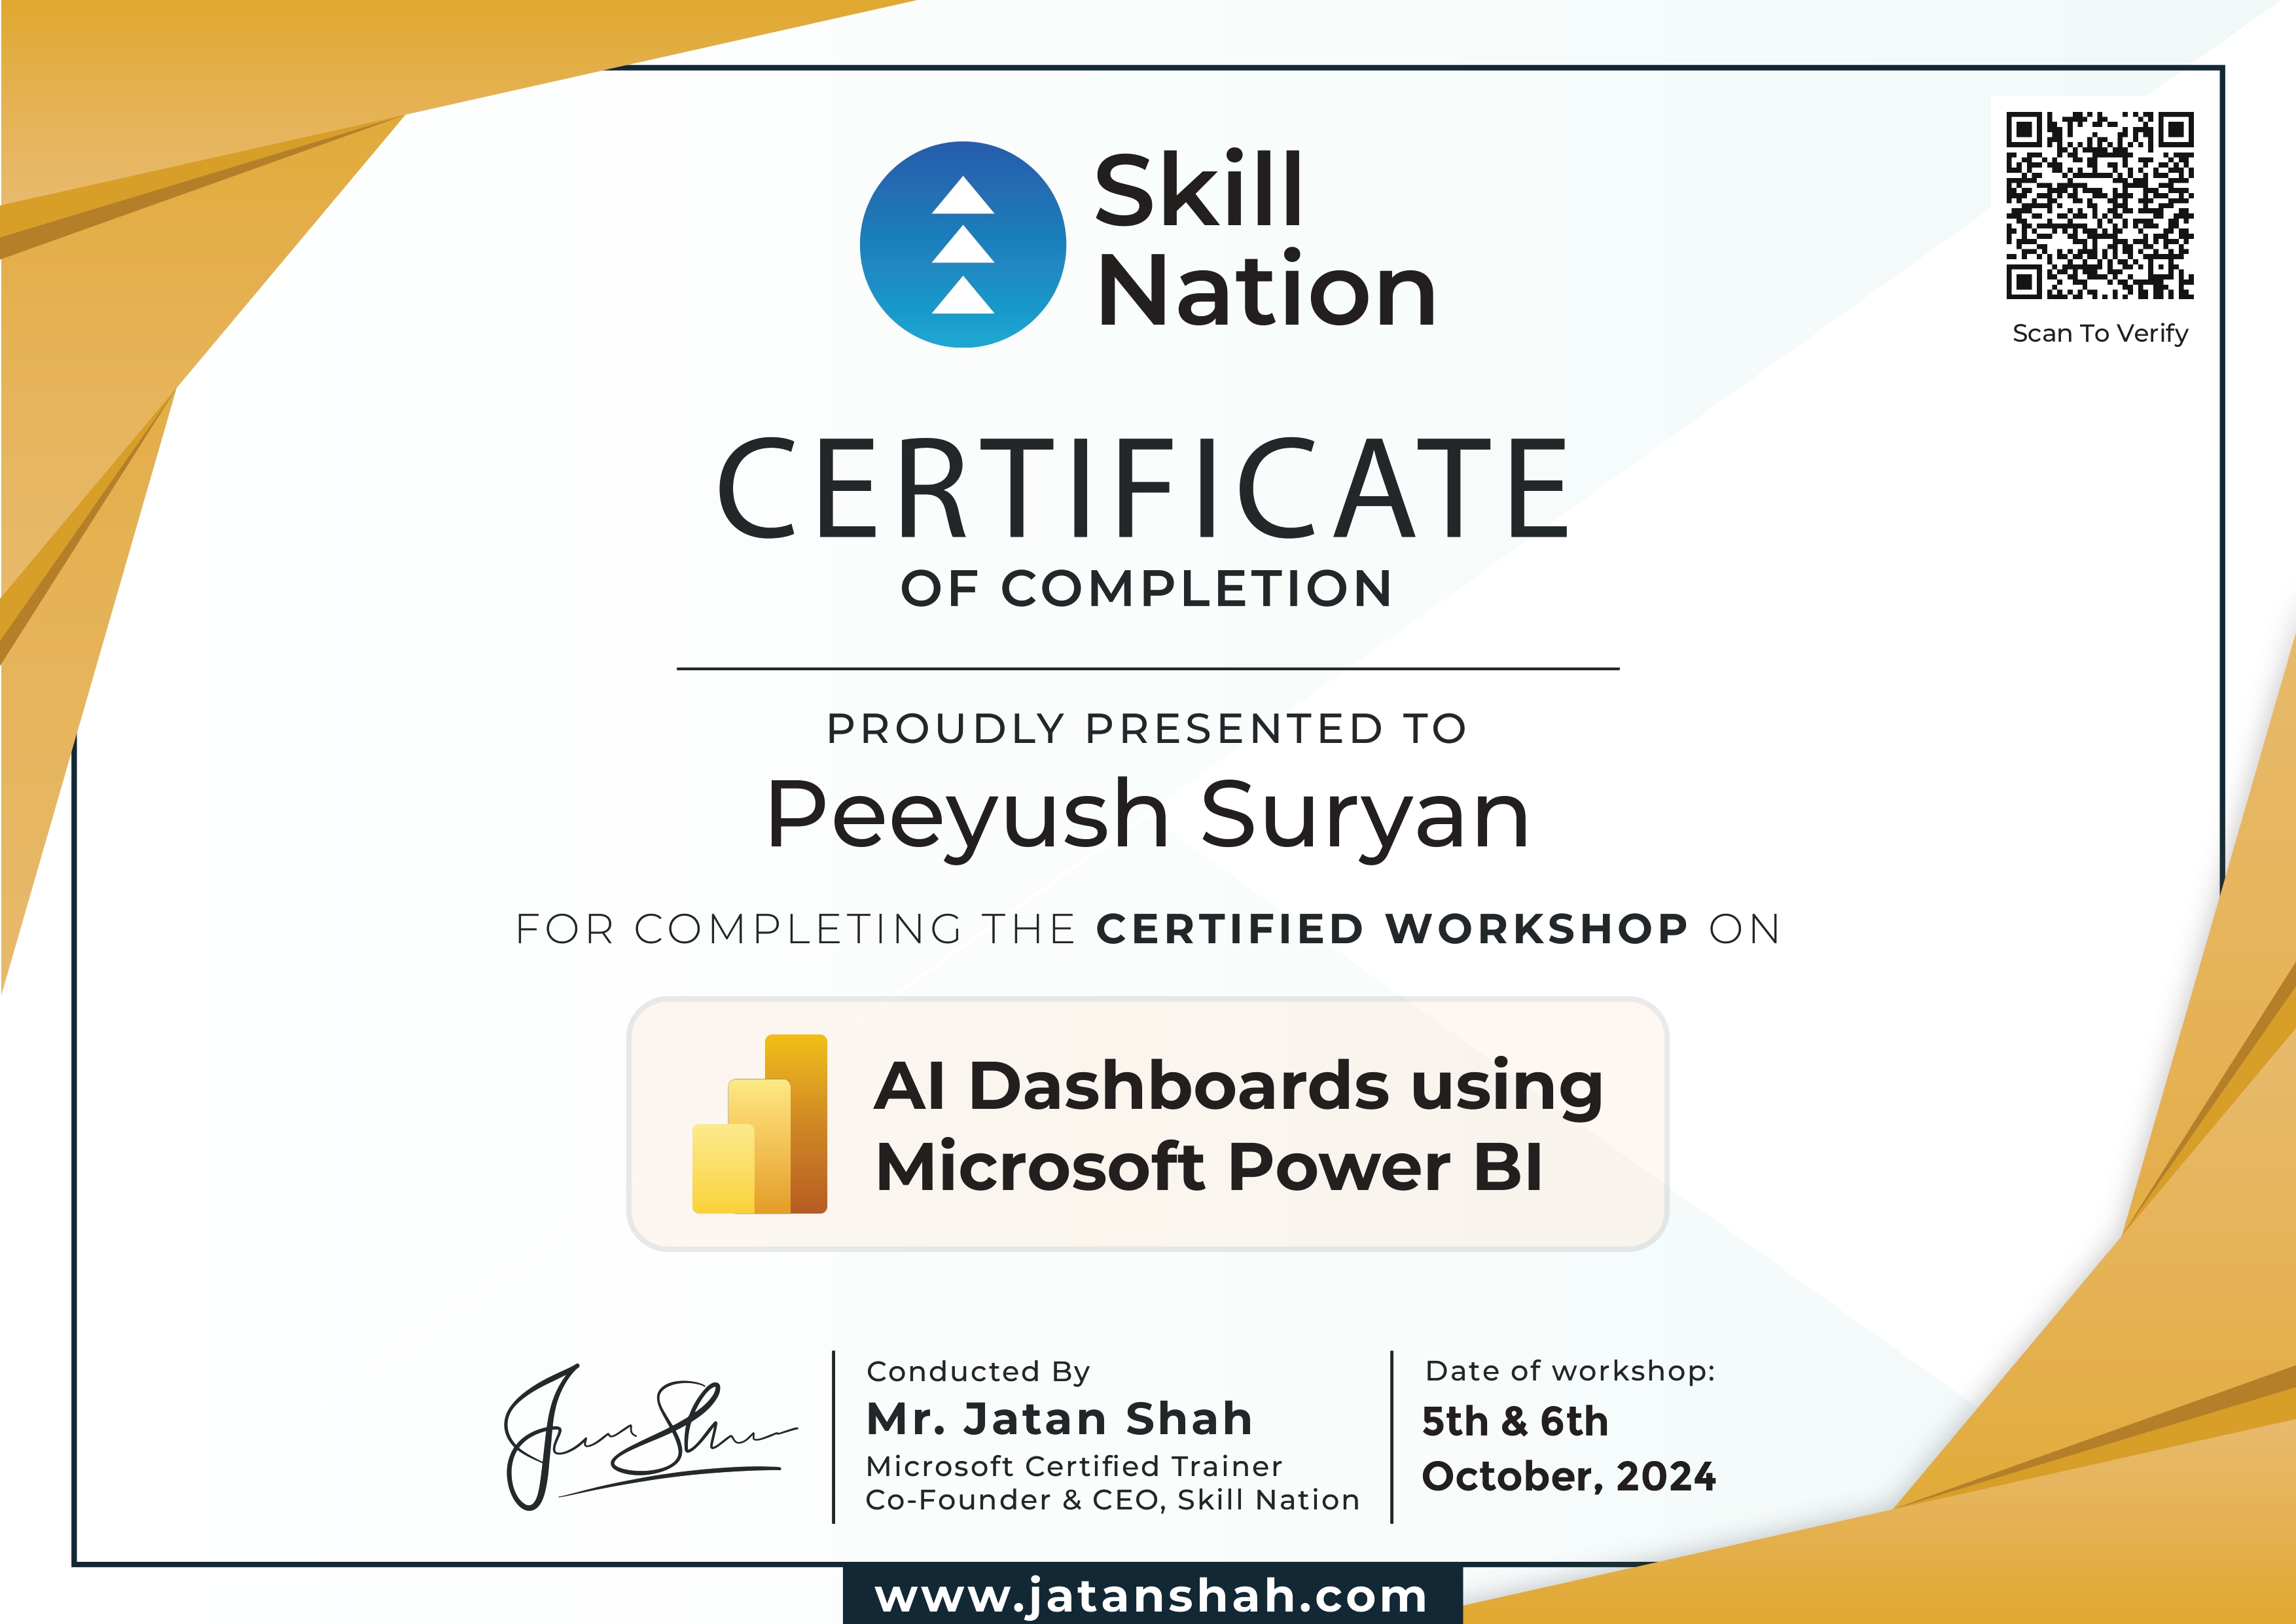 Skill
Nation
Scan To Verify
CERTIFICATE
OF COMPLETION
PROUDLY PRESENTED TO
Peeyush Suryan
FOR COMPLETING THE CERTIFIED WORKSHOP ON
AI Dashboards using
Microsoft Power BI
Conducted By
Mr. Jatan Shah
Microsoft Certified Trainer
Co-Founder & CEO, Skill Nation
Date of workshop:
5th & 6th
October, 2024
www.jatanshah.com